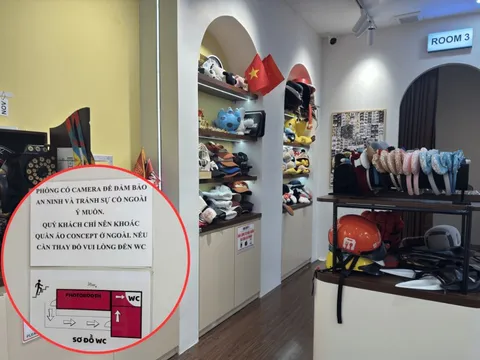 ROOM 3
PHÒNG CÓ CAMERA ĐỂ ĐẢM BẢO
AN NINH VÀ TRÁNH SỰ CỐ NGOÀI
Ý MUỐN.
QUÝ KHÁCH CHỈ NÊN KHOÁC
QUẦN ÁO CONCEPT Ở NGOÀI. NẾU
CẦN THAY ĐỒ VUI LÒNG ĐẾN WC
PHOTOBOOTH
WC
SƠ ĐỒ WC